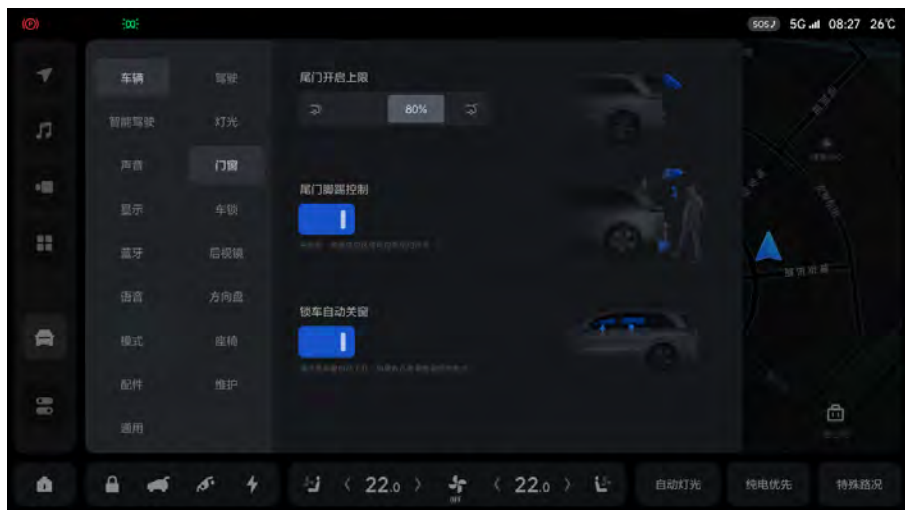 SOS 5G 08:27 26℃
车辆
驾驶
智能驾驶
灯光
声音
门窗
显示
车锁
蓝牙
后视镜
语音
方向盘
模式
座椅
配件
维护
通用
尾门开启上限
80%
尾门脚踢控制
锁车自动关窗
22.0
OFF
22.0
自动灯光
纯电优先
特殊路况